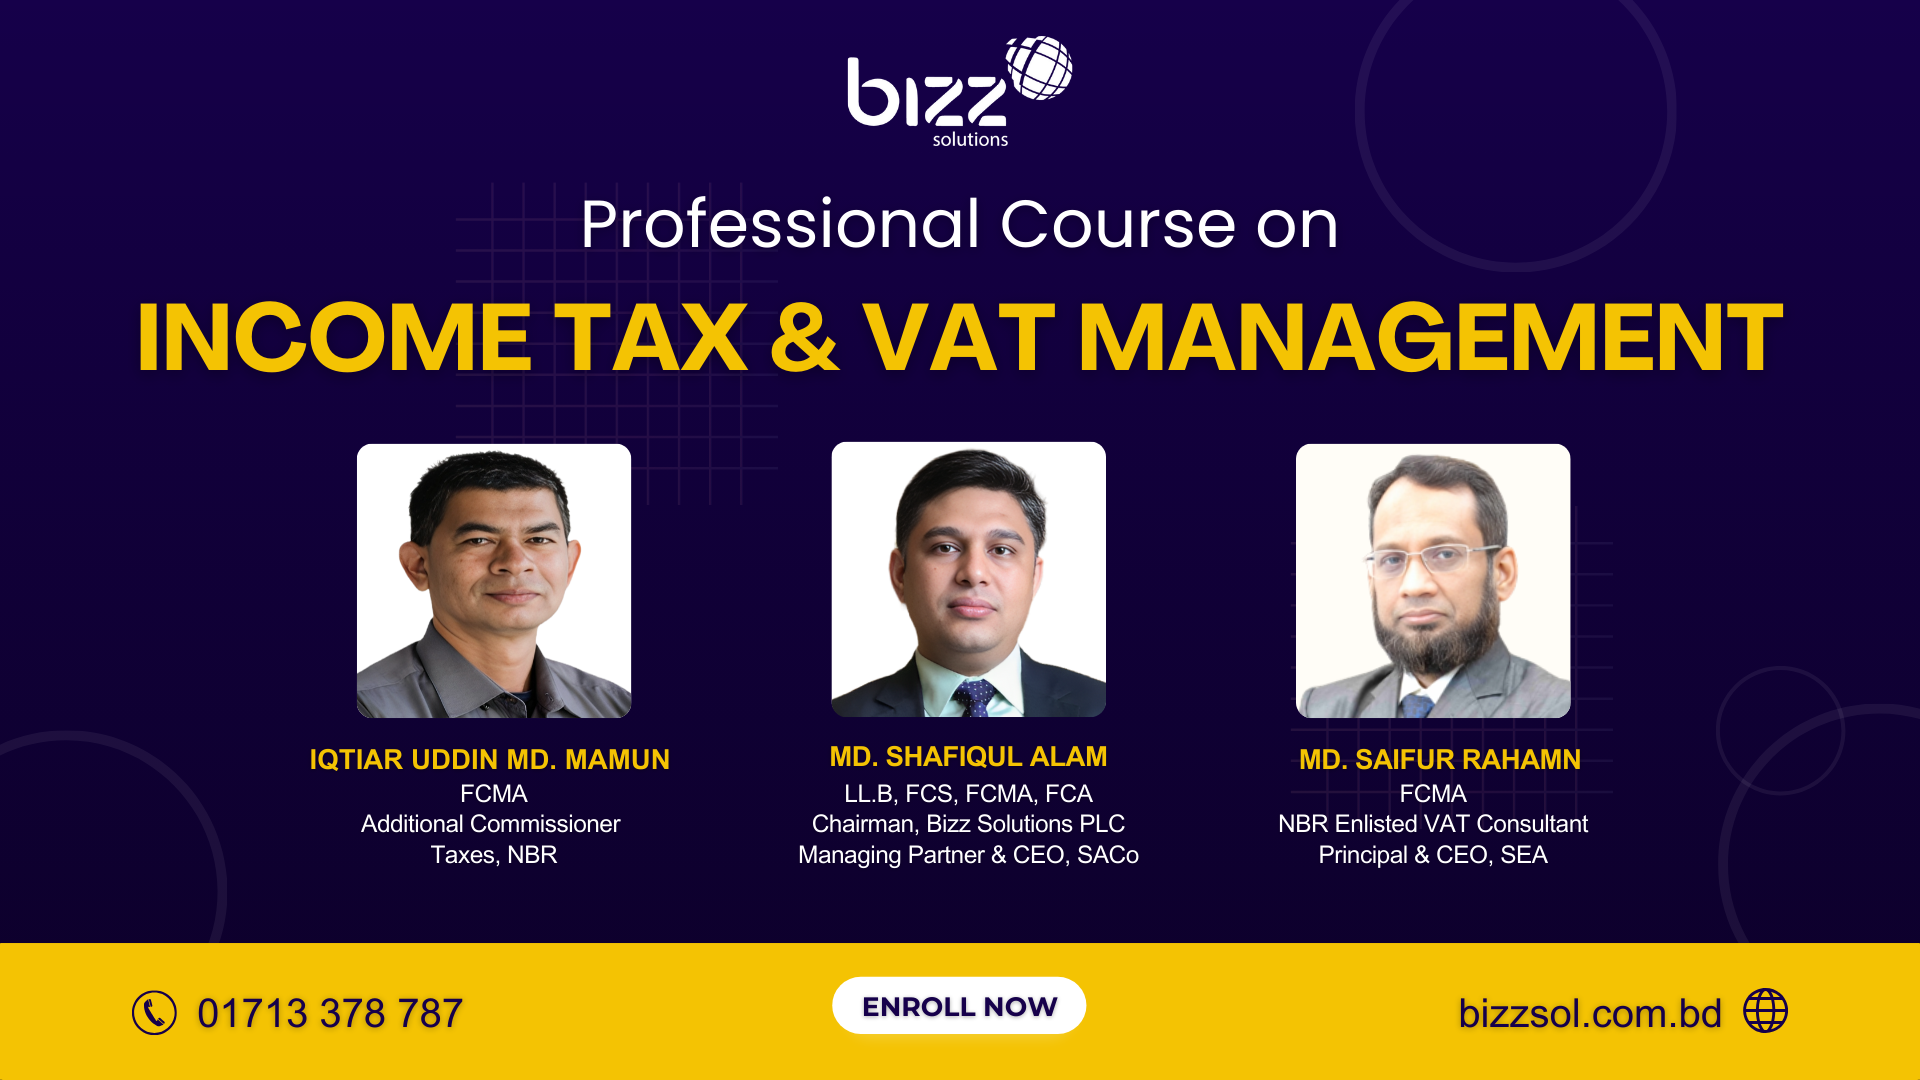 bizz
solutions
Professional Course on
INCOME TAX & VAT MANAGEMENT
IQTIAR UDDIN MD. MAMUN
FCMA
Additional Commissioner
Taxes, NBR
MD. SHAFIQUL ALAM
LL.B, FCS, FCMA, FCA
Chairman, Bizz Solutions PLC
Managing Partner & CEO, SACo
MD. SAIFUR RAHAMN
FCMA
NBR Enlisted VAT Consultant
Principal & CEO, SEA
01713 378 787
ENROLL NOW
bizzsol.com.bd